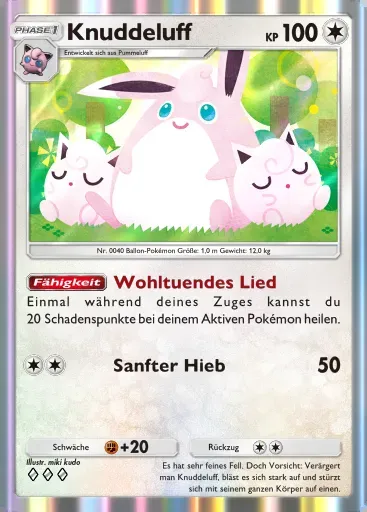 PHASE 1 Knuddeluff KP 100
Entwickelt sich aus Pummeluff
Nr. 0040 Ballon-Pokémon Größe: 1,0 m Gewicht: 12,0 kg
Fähigkeit Wohltuendes Lied
Einmal während deines Zuges kannst du
20 Schadenspunkte bei deinem Aktiven Pokémon heilen.
Sanfter Hieb 50
Schwäche +20 Rückzug
Illustr. miki kudo
Es hat sehr feines Fell. Doch Vorsicht: Verärgert
man Knuddeluff, bläst es sich stark auf und stürzt
sich mit seinem ganzen Körper auf einen.